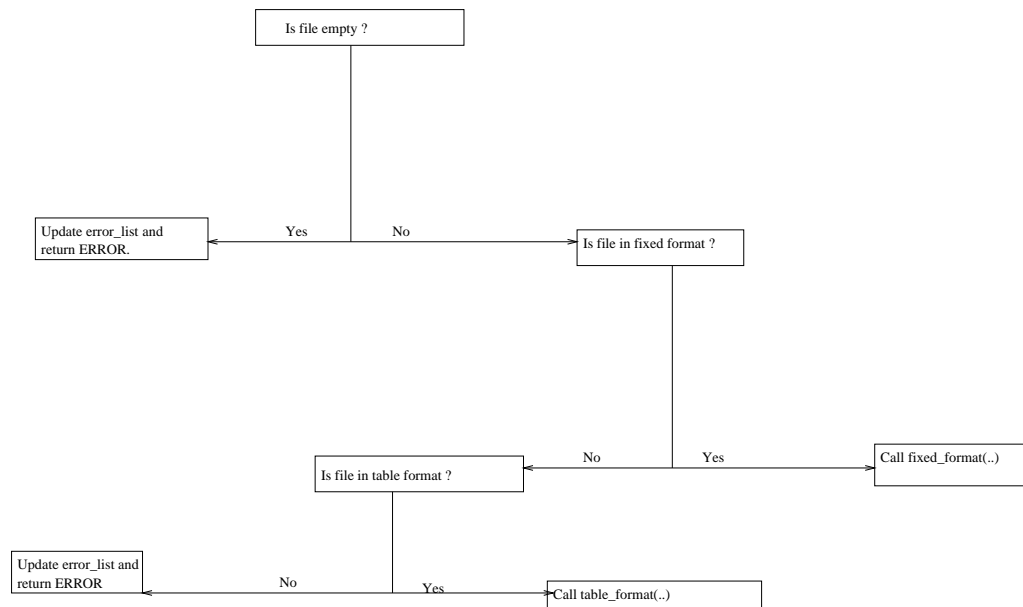 Is file empty ?
Update error_list and
return ERROR.
Yes
No
Is file in fixed format ?
Is file in table format ?
No
Yes
Call fixed_format(..)
Update error_list and
return ERROR
No
Yes
Call table_format(..)